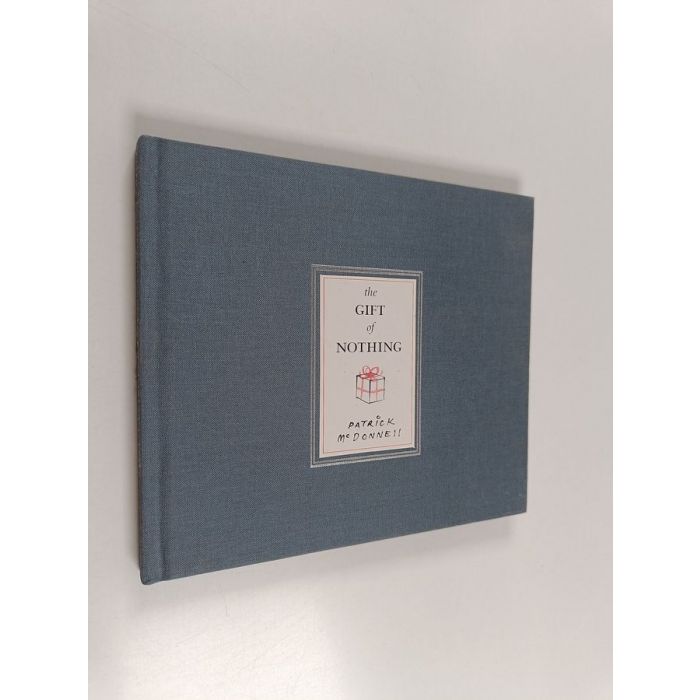 the
GIFT
of
NOTHING
PATRICK
McDONNELL